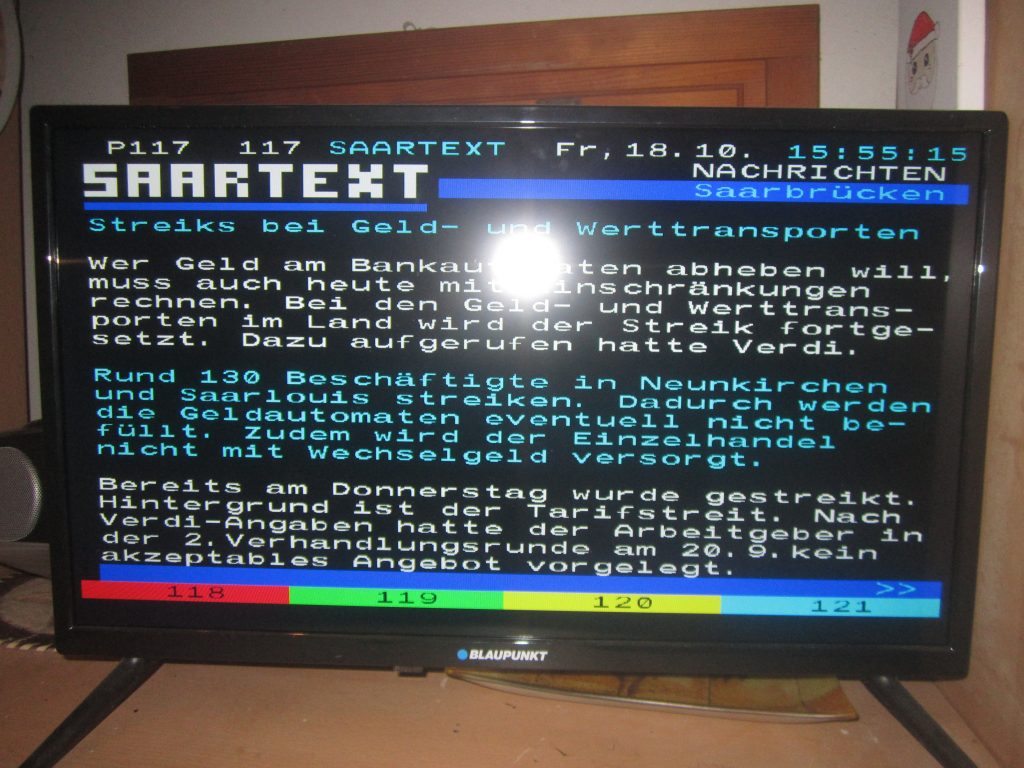 P117 117 SAARTEXT Fr,18.10. 15:55:15
SAARTEXT
NACHRICHTEN
Saarbrücken
Streiks bei Geld- und Werttransporten
Wer Geld am Bankautomaten abheben will,
muss auch heute mit Einschränkungen
rechnen. Bei den Geld- und Werttrans-
porten im Land wird der Streik fortge-
setzt. Dazu aufgerufen hatte Verdi.
Rund 130 Beschäftigte in Neunkirchen
und Saarlouis streiken. Dadurch werden
die Geldautomaten eventuell nicht be-
füllt. Zudem wird der Einzelhandel
nicht mit Wechselgeld versorgt.
Bereits am Donnerstag wurde gestreikt.
Hintergrund ist der Tarifstreit. Nach
Verdi-Angaben hatte der Arbeitgeber in
der 2.Verhandlungsrunde am 20.9.kein
akzeptables Angebot vorgelegt.
>>
118 119 120 121
BLAUPUNKT